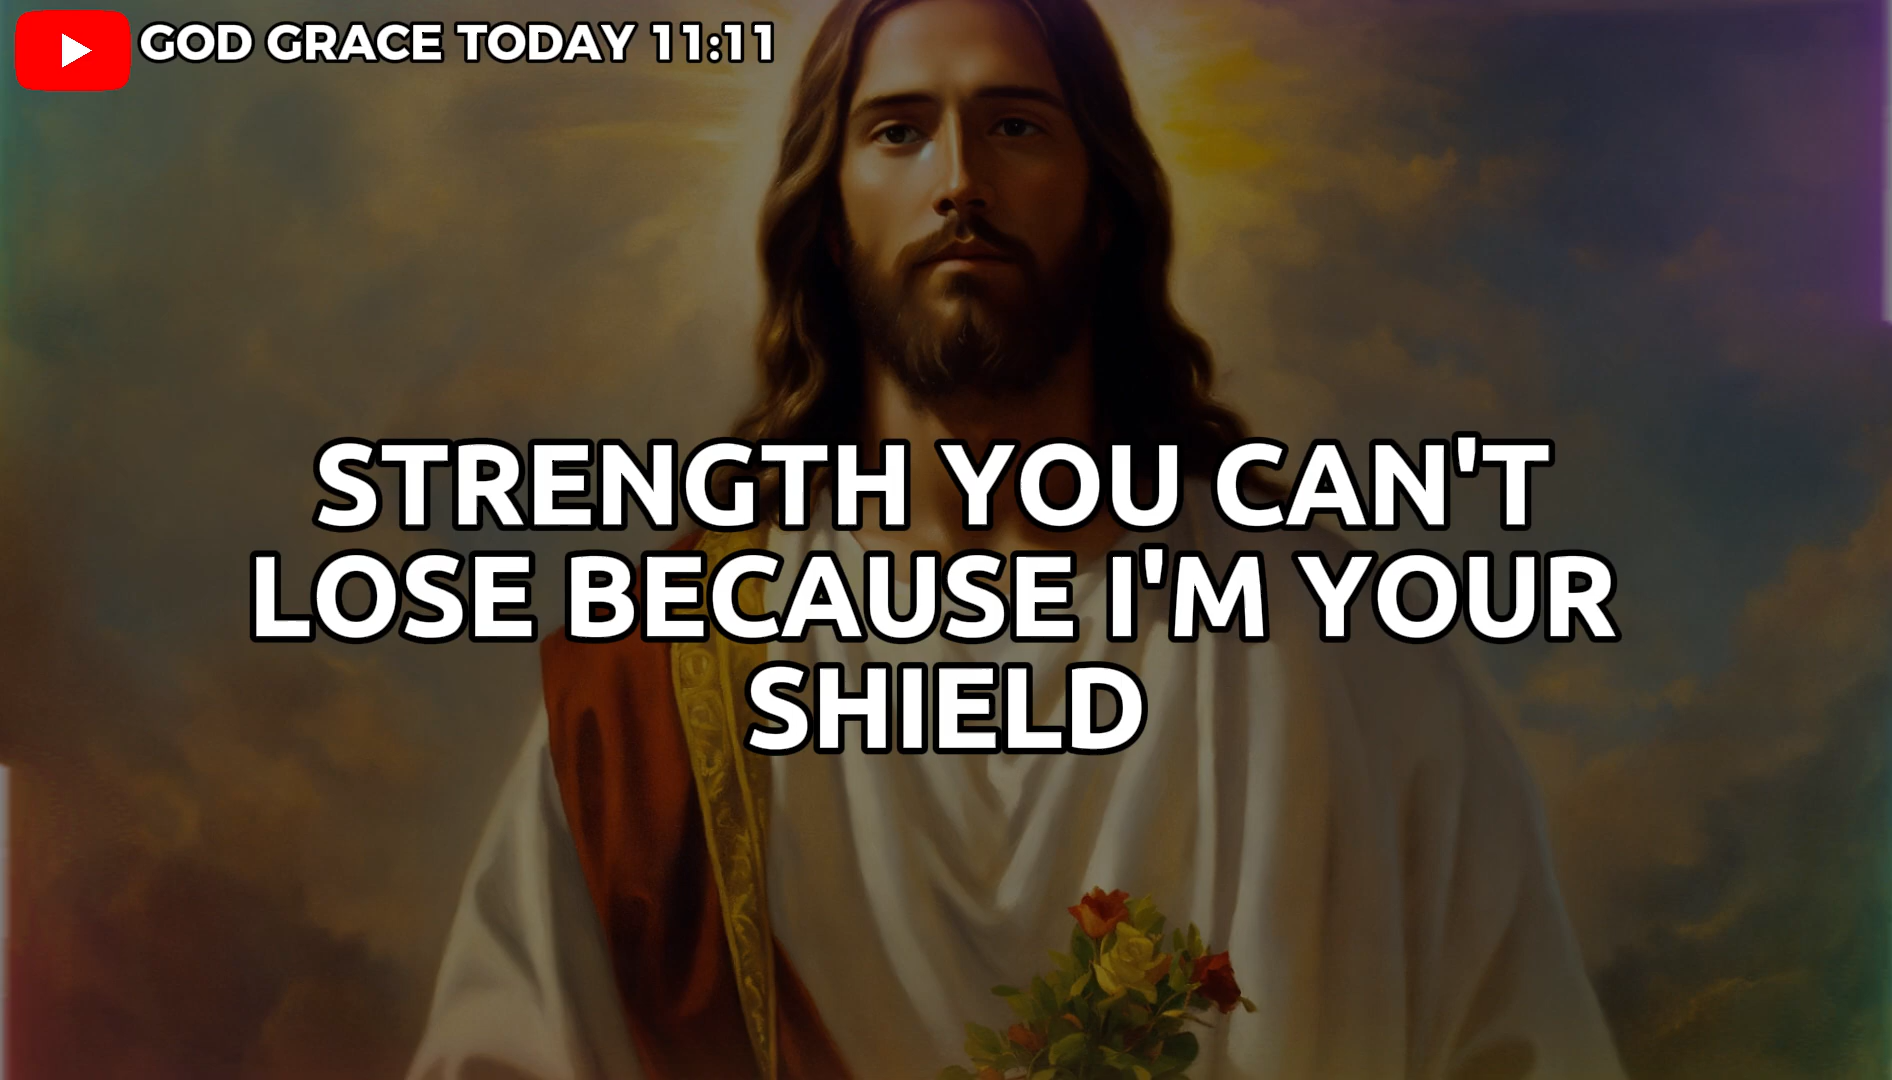 GOD GRACE TODAY 11:11
STRENGTH YOU CAN'T
LOSE BECAUSE I'M YOUR
SHIELD